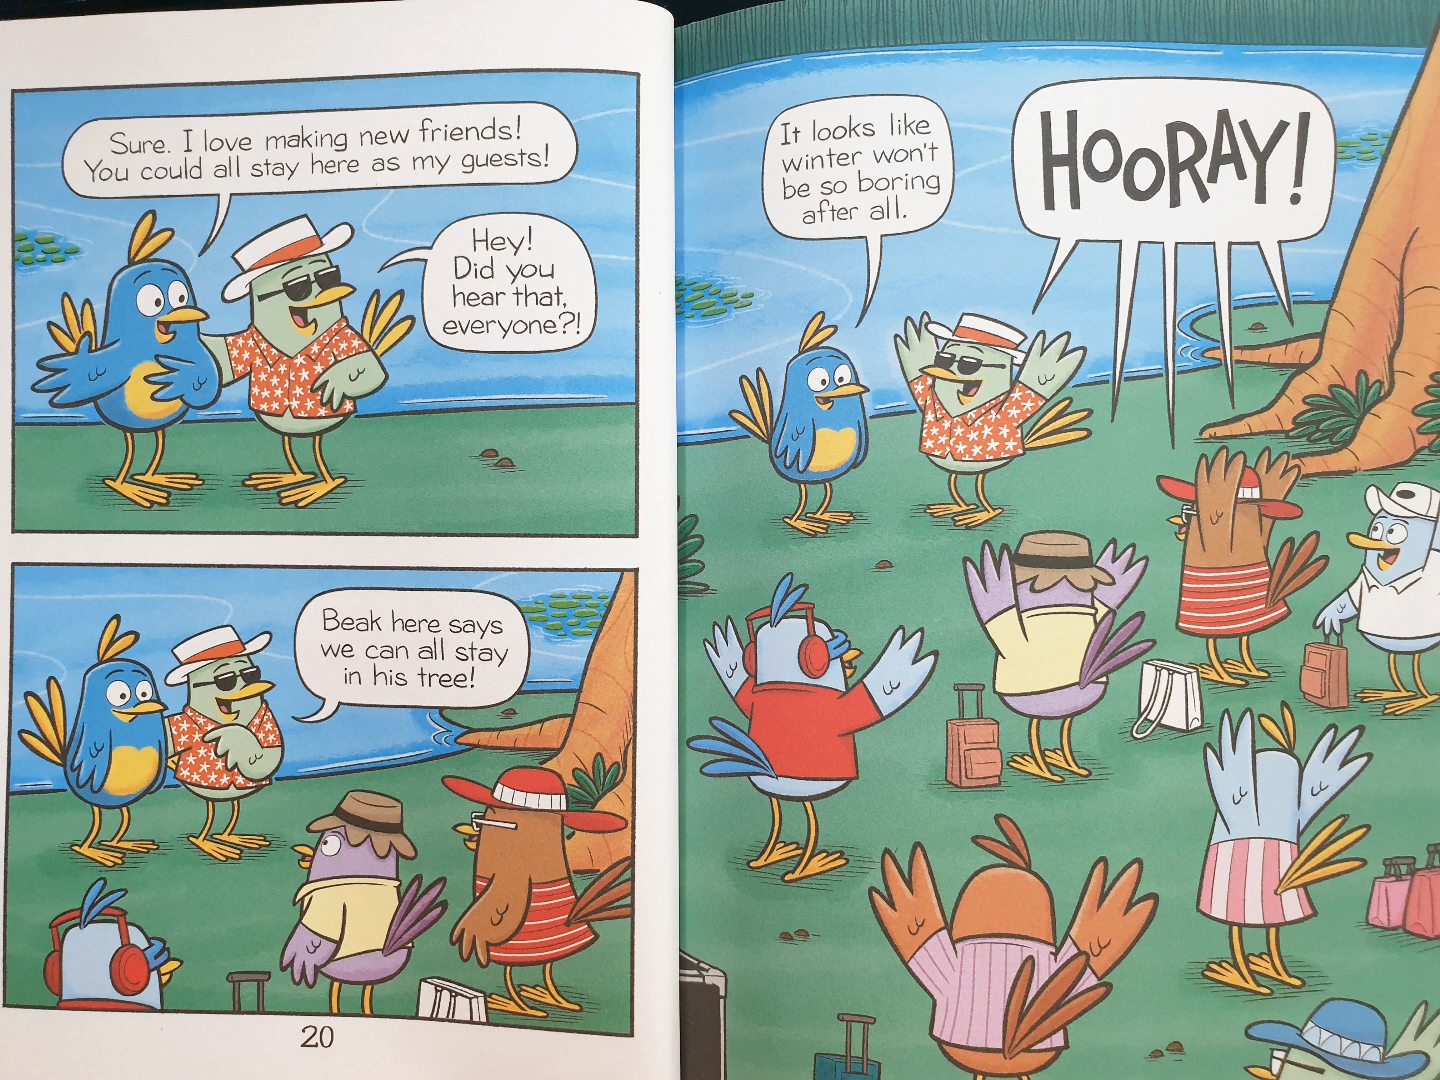 Sure. I love making new friends!
You could all stay here as my guests!
Hey!
Did you
hear that,
everyone?!
Beak here says
we can all stay
in his tree!
20
It looks like
winter won't
be so boring
after all.
HOORAY!